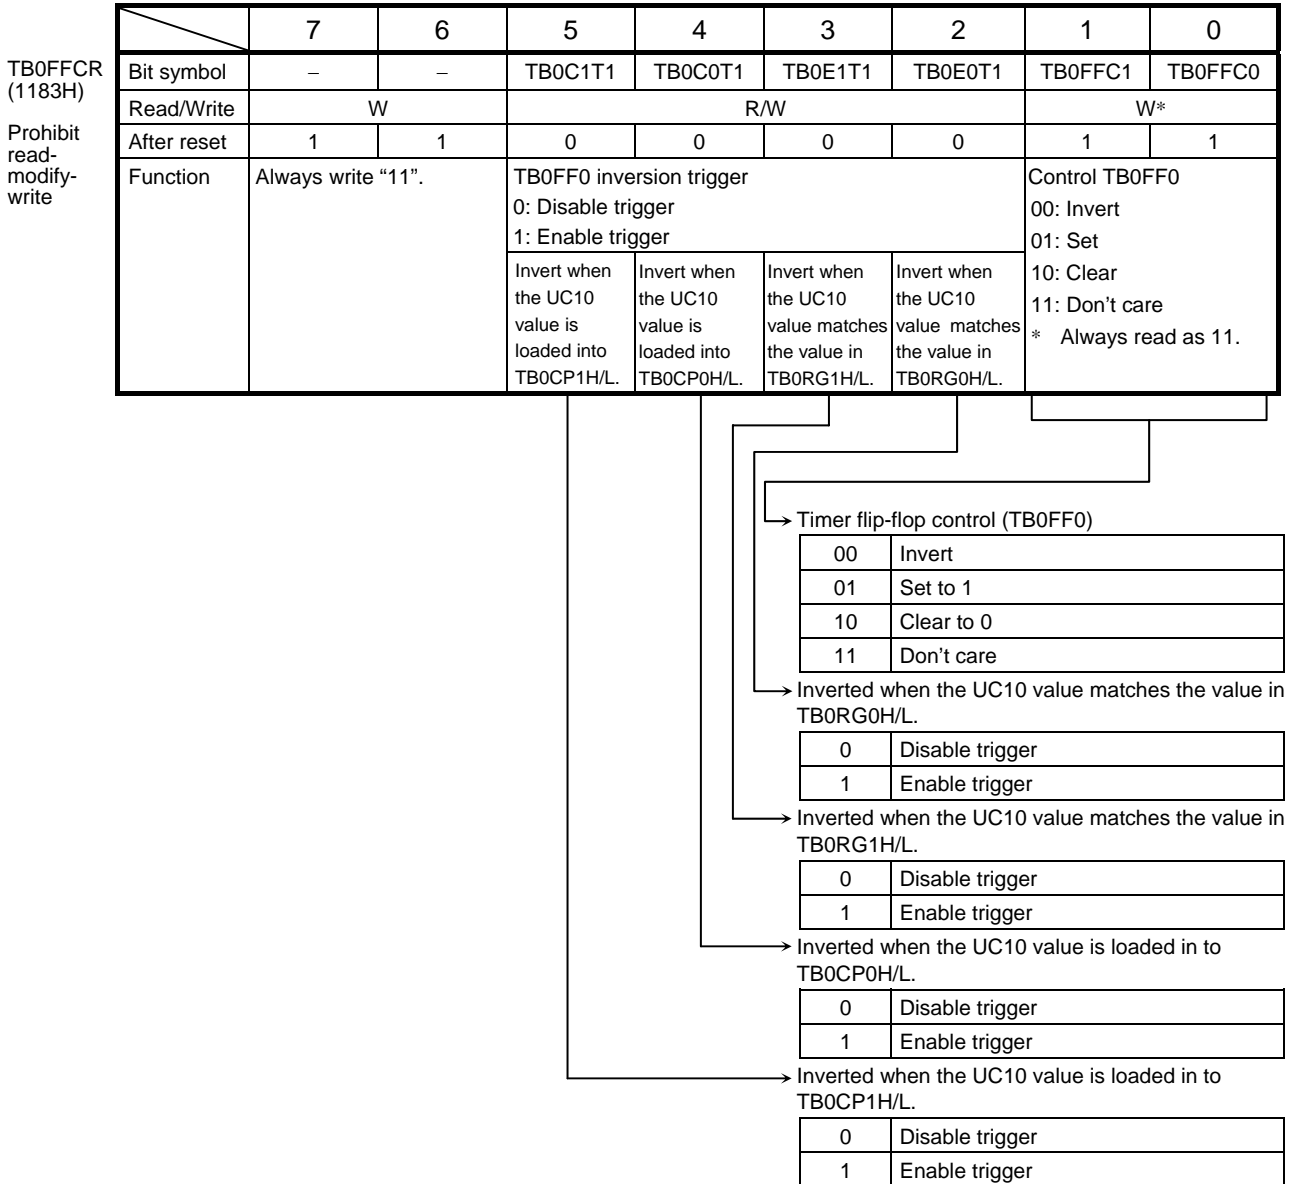 7 6 5 4 3 2 1 0
TB0FFCR
(1183H)
Prohibit
read-
modify-
write
Bit symbol − − TB0C1T1 TB0C0T1 TB0E1T1 TB0E0T1 TB0FFC1 TB0FFC0
Read/Write W R/W W*
After reset 1 1 0 0 0 0 1 1
Function
Always write “11”.
TB0FF0 inversion trigger
0: Disable trigger
1: Enable trigger
Invert when
the UC10
value is
loaded into
TB0CP1H/L.
Invert when
the UC10
value is
loaded into
TB0CP0H/L.
Invert when
the UC10
value matches
the value in
TB0RG1H/L.
Invert when
the UC10
value matches
the value in
TB0RG0H/L.
Control TB0FF0
00: Invert
01: Set
10: Clear
11: Don’t care
* Always read as 11.
Timer flip-flop control (TB0FF0)
00 Invert
01 Set to 1
10 Clear to 0
11 Don’t care
Inverted when the UC10 value matches the value in
TB0RG0H/L.
0 Disable trigger
1 Enable trigger
Inverted when the UC10 value matches the value in
TB0RG1H/L.
0 Disable trigger
1 Enable trigger
Inverted when the UC10 value is loaded in to
TB0CP0H/L.
0 Disable trigger
1 Enable trigger
Inverted when the UC10 value is loaded in to
TB0CP1H/L.
0 Disable trigger
1 Enable trigger